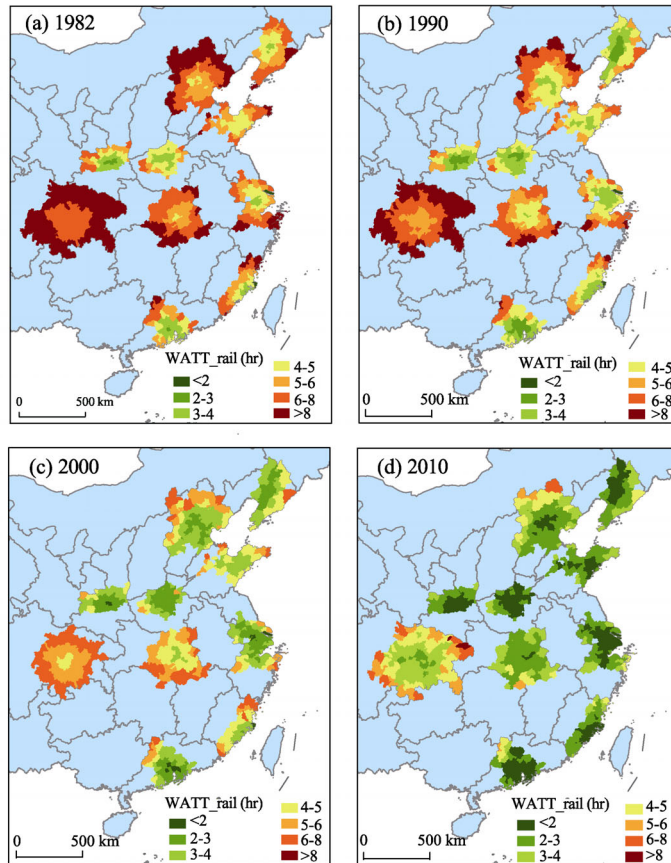 (a) 1982
WATT_rail (hr)
<2
2-3
3-4
4-5
5-6
6-8
>8
0 500 km
(b) 1990
WATT_rail (hr)
<2
2-3
3-4
4-5
5-6
6-8
>8
0 500 km
(c) 2000
WATT_rail (hr)
<2
2-3
3-4
4-5
5-6
6-8
>8
0 500 km
(d) 2010
WATT_rail (hr)
<2
2-3
3-4
4-5
5-6
6-8
>8
0 500 km